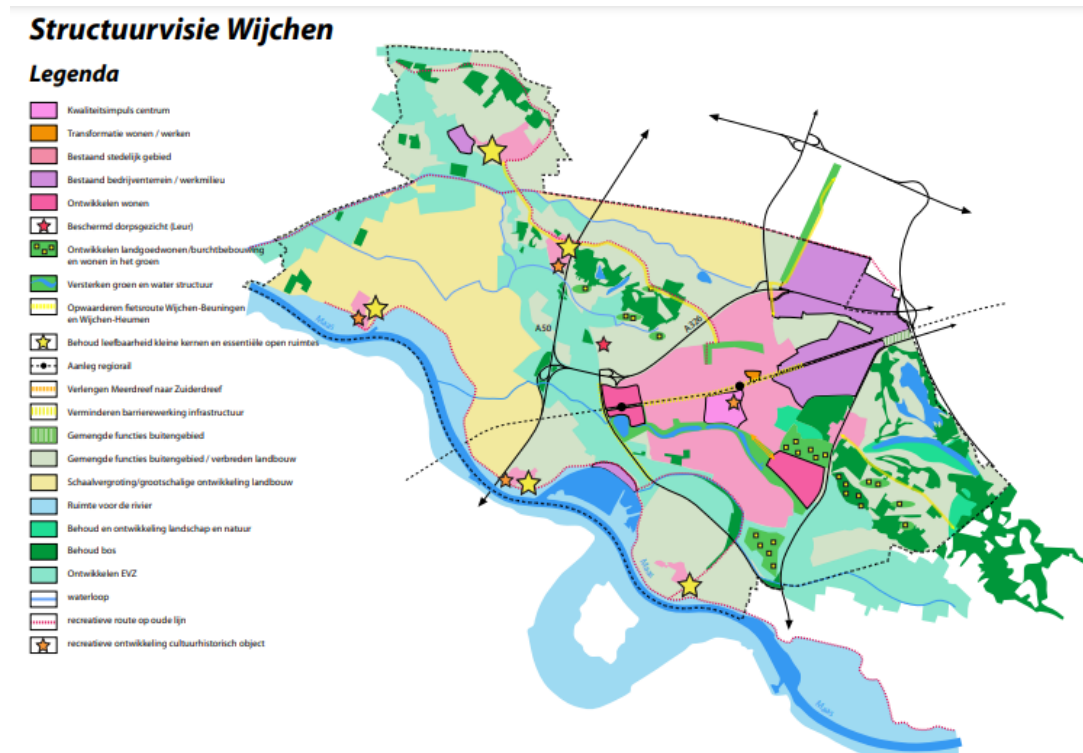 Structuurvisie Wijchen
Legenda
Kwaliteitsimpuls centrum
Transformatie wonen / werken
Bestaand stedelijk gebied
Bestaand bedrijventerrein / werkmilieu
Ontwikkelen wonen
Beschermd dorpsgezicht (Leur)
Ontwikkelen landgoedwonen/burchtbebouwing
en wonen in het groen
Versterken groen en water structuur
Opwaarderen fietsroute Wijchen-Beuningen
en Wijchen-Heumen
Behoud leefbaarheid kleine kernen en essentiële open ruimtes
Aanleg regiorail
Verlengen Meerdreef naar Zuiderdreef
Verminderen barrierewerking infrastructuur
Gemengde functies buitengebied
Gemengde functies buitengebied / verbreden landbouw
Schaalvergroting/grootschalige ontwikkeling landbouw
Ruimte voor de rivier
Behoud en ontwikkeling landschap en natuur
Behoud bos
Ontwikkelen EVZ
waterloop
recreatieve route op oude lijn
recreatieve ontwikkeling cultuurhistorisch object
Maas
A50
A326
Maas
Maas